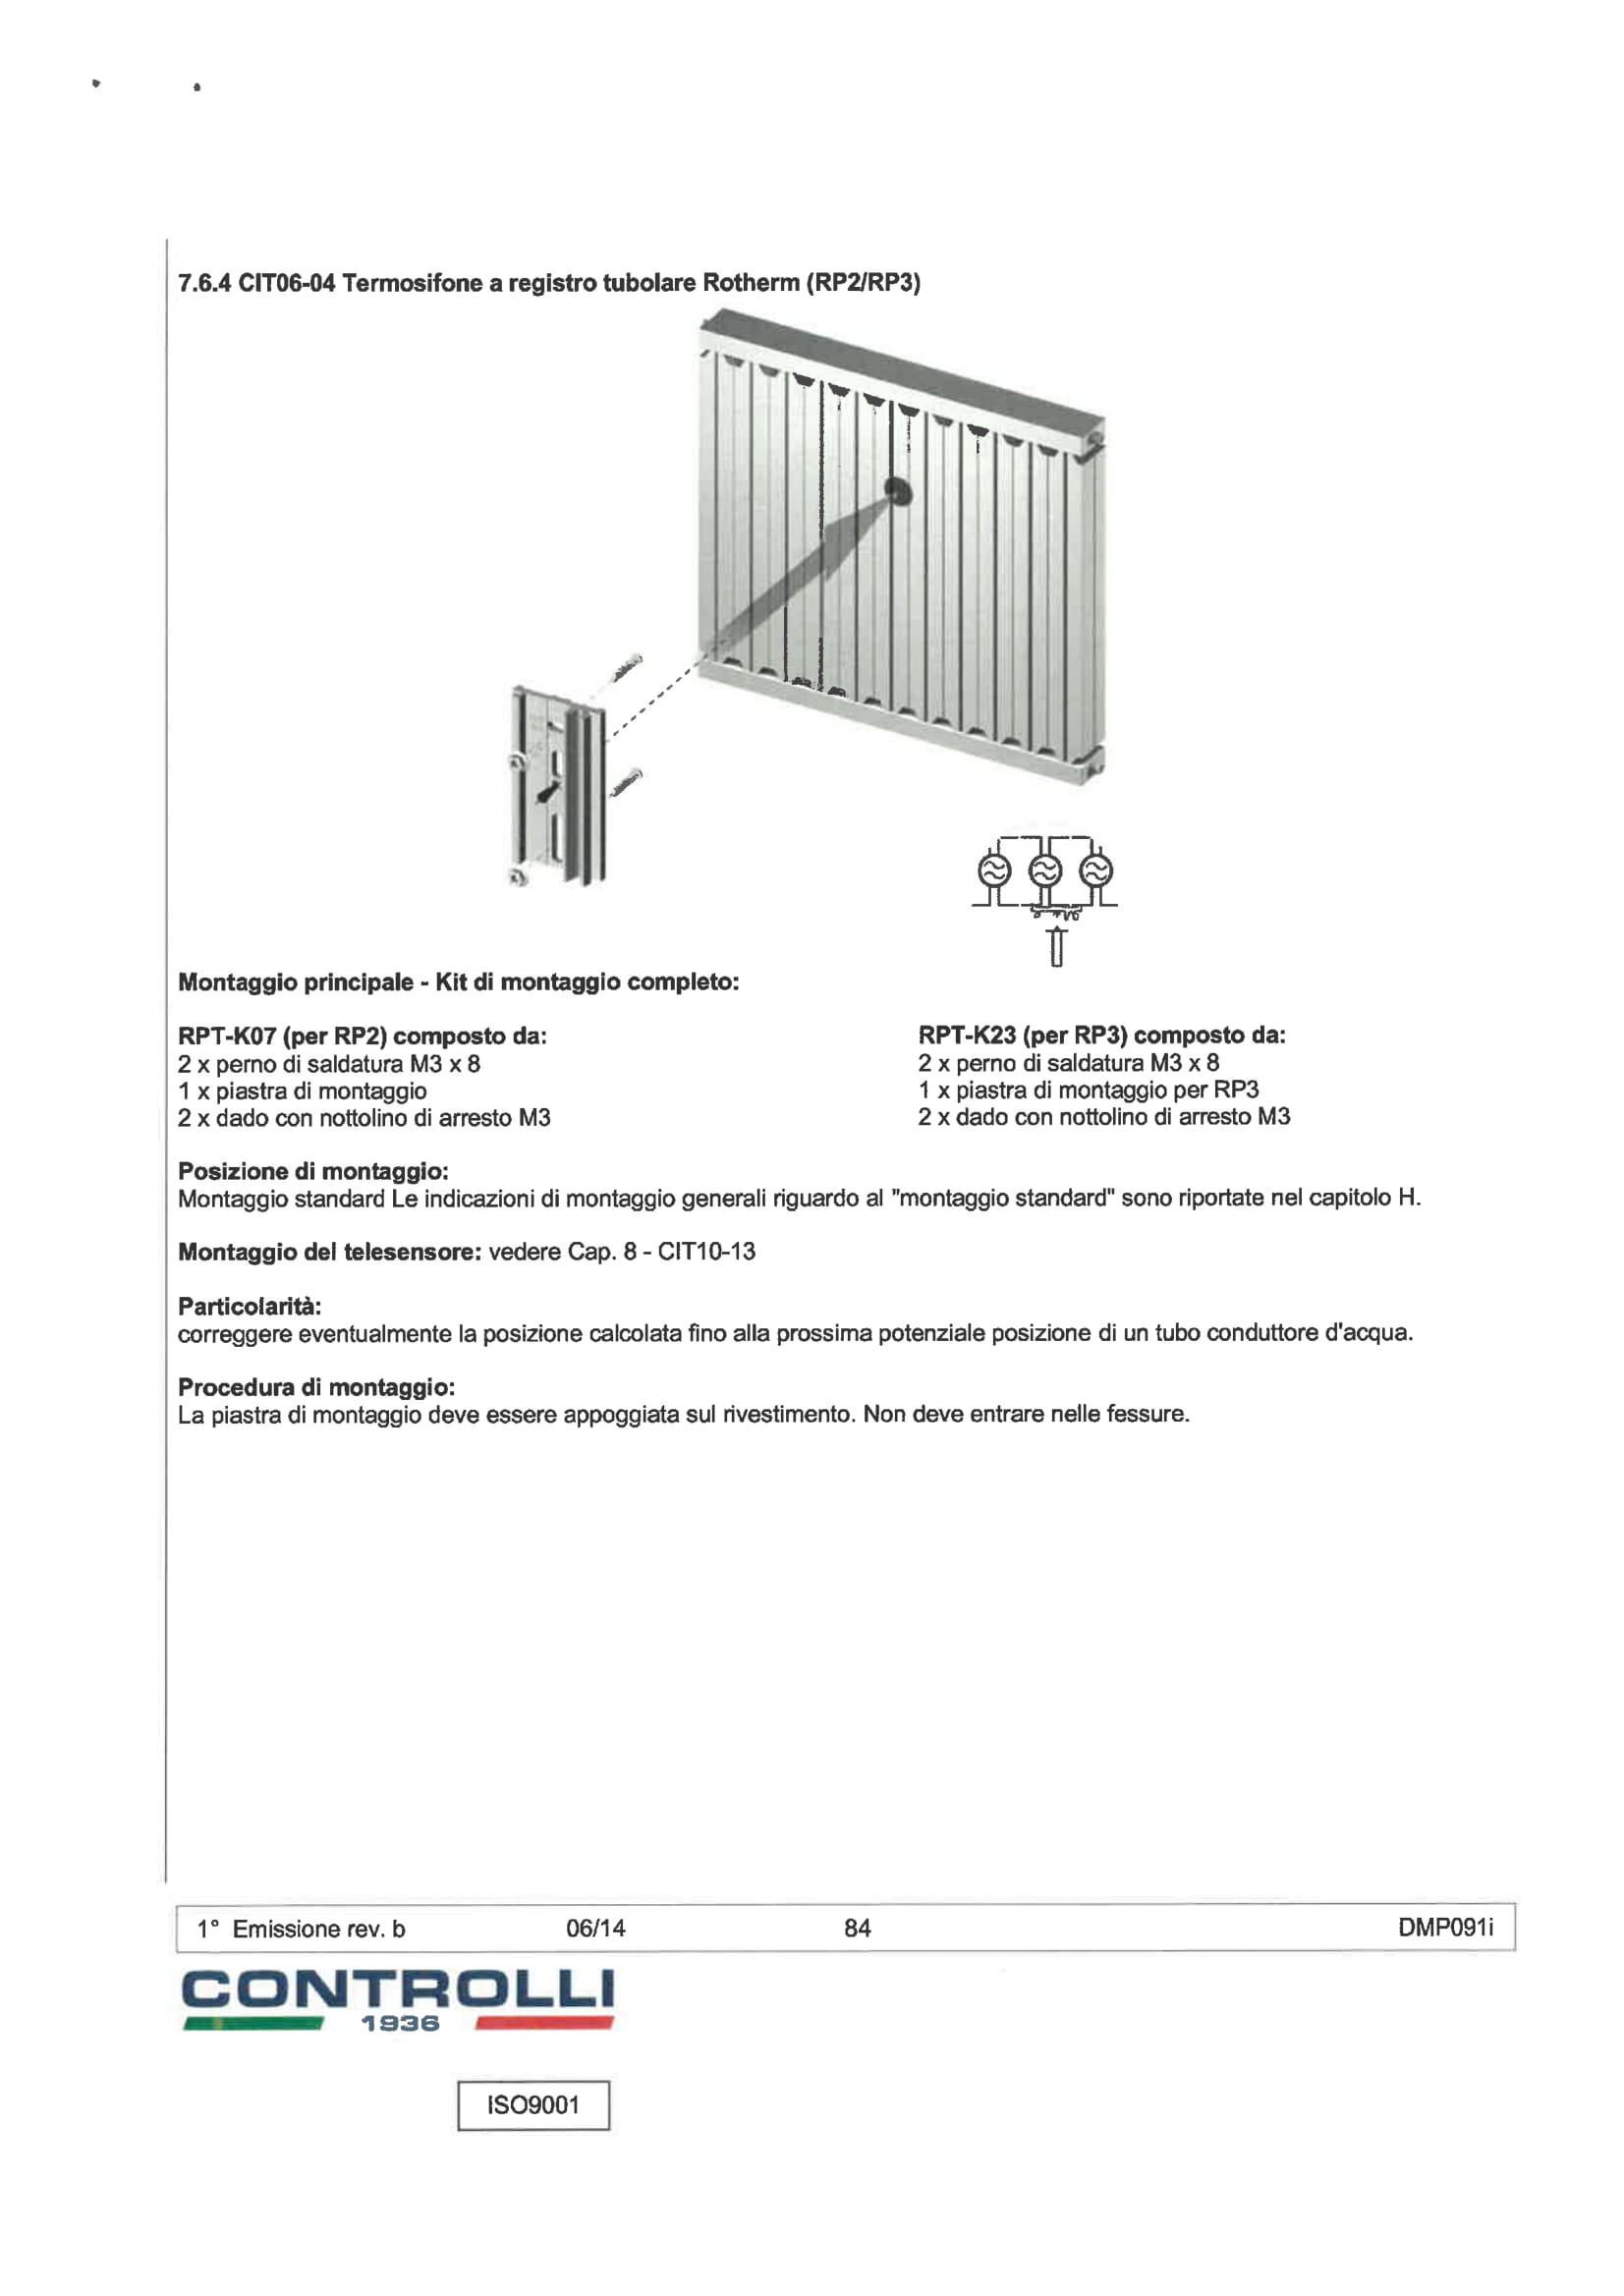 7.6.4 CIT06-04 Termosifone a registro tubolare Rotherm (RP2/RP3)
Montaggio principale - Kit di montaggio completo:
RPT-K07 (per RP2) composto da:
2 x perno di saldatura M3 x 8
1 x piastra di montaggio
2 x dado con nottolino di arresto M3
RPT-K23 (per RP3) composto da:
2 x perno di saldatura M3 x 8
1 x piastra di montaggio per RP3
2 x dado con nottolino di arresto M3
Posizione di montaggio:
Montaggio standard Le indicazioni di montaggio generali riguardo al "montaggio standard" sono riportate nel capitolo H.
Montaggio del telesensore: vedere Cap. 8 - CIT10-13
Particolarità:
correggere eventualmente la posizione calcolata fino alla prossima potenziale posizione di un tubo conduttore d'acqua.
Procedura di montaggio:
La piastra di montaggio deve essere appoggiata sul rivestimento. Non deve entrare nelle fessure.
1° Emissione rev. b 06/14 84 DMP091i
CONTROLLI
1936
ISO9001